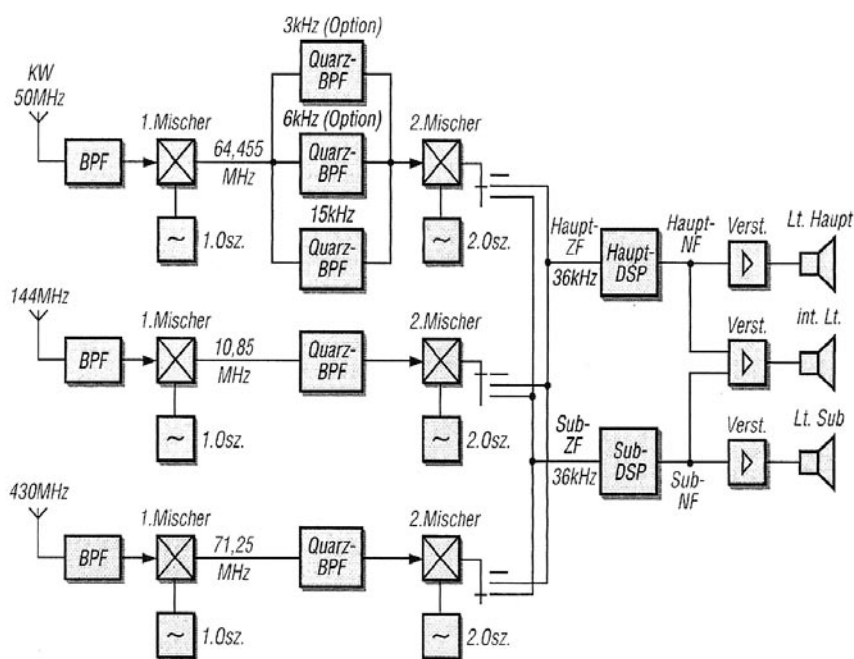 3kHz (Option)
Quarz-
BPF
KW
50MHz
1.Mischer
6kHz (Option)
2.Mischer
BPF
64,455
MHz
Quarz-
BPF
15kHz
~
1.Osz.
Quarz-
BPF
~
2.Osz.
Haupt-
ZF
36kHz
Haupt-
DSP
Haupt-
NF
Verst.
Lt. Haupt
144MHz
1.Mischer
2.Mischer
BPF
10,85
MHz
Quarz-
BPF
Verst.
int. Lt.
~
1.Osz.
~
2.Osz.
Sub-
ZF
36kHz
Sub-
DSP
Sub-
NF
Verst.
Lt. Sub
430MHz
1.Mischer
2.Mischer
BPF
71,25
MHz
Quarz-
BPF
~
1.Osz.
~
2.Osz.